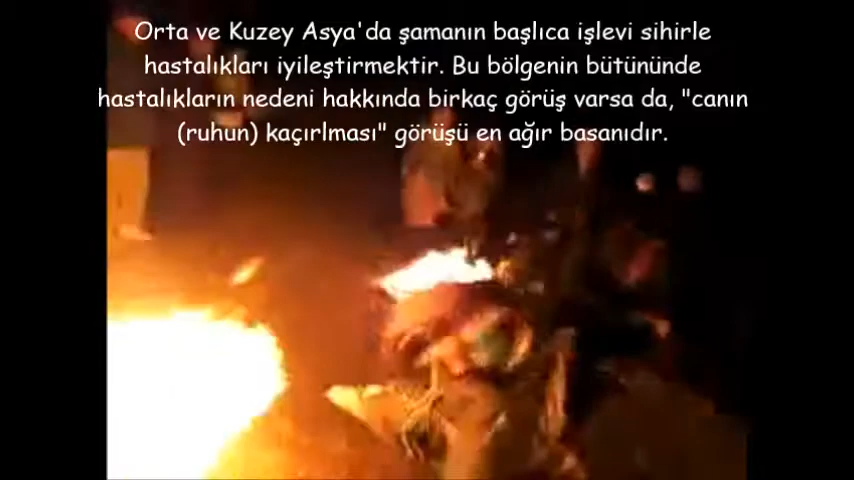 Orta ve Kuzey Asya'da şamanın başlıca işlevi sihirle
hastalıkları iyileştirmektir. Bu bölgenin bütününde
hastalıkların nedeni hakkında birkaç görüş varsa da, "canın
(ruhun) kaçırlması" görüşü en ağır basanıdır.